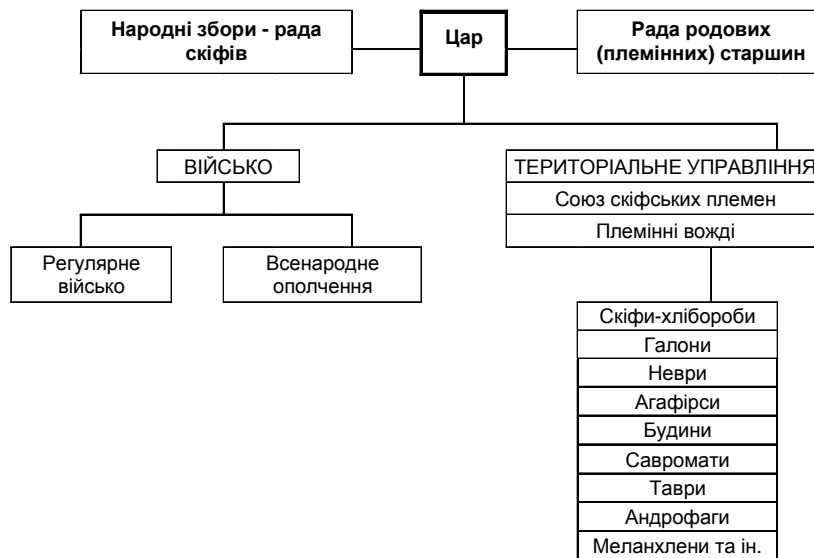 Народні збори - рада
скіфів
Цар
Рада родових
(племінних) старшин
ВІЙСЬКО
ТЕРИТОРІАЛЬНЕ УПРАВЛІННЯ
Союз скіфських племен
Племінні вожді
Регулярне
військо
Всенародне
ополчення
Скіфи-хлібороби
Галони
Неври
Агафірси
Будини
Савромати
Таври
Андрофаги
Меланхлени та ін.